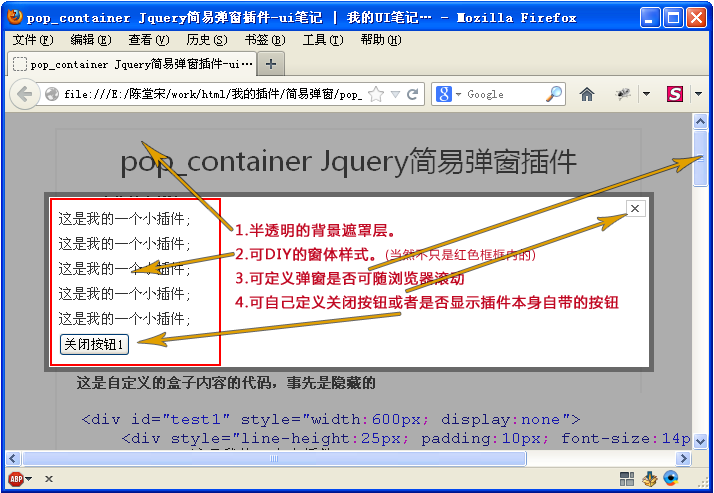 pop_container Jquery简易弹窗插件-ui笔记 | 我的UI笔记… - Mozilla Firefox
文件(F) 编辑(E) 查看(V) 历史(S) 书签(B) 工具(T) 帮助(H)
pop_container Jquery简易弹窗插件-ui…
file:///E:/陈堂宋/work/html/我的插件/简易弹窗/pop_
Google
pop_container Jquery简易弹窗插件
这是我的一个小插件;
这是我的一个小插件;
这是我的一个小插件;
这是我的一个小插件;
这是我的一个小插件;
关闭按钮1
1.半透明的背景遮罩层。
2.可DIY的窗体样式。(当然不只是红色框框内的)
3.可定义弹窗是否可随浏览器滚动
4.可自己定义关闭按钮或者是否显示插件本身自带的按钮
这是自定义的盒子内容的代码，事先是隐藏的
<div id="test1" style="width:600px; display:none">
<div style="line-height:25px; padding:10px; font-size:14p
ABP